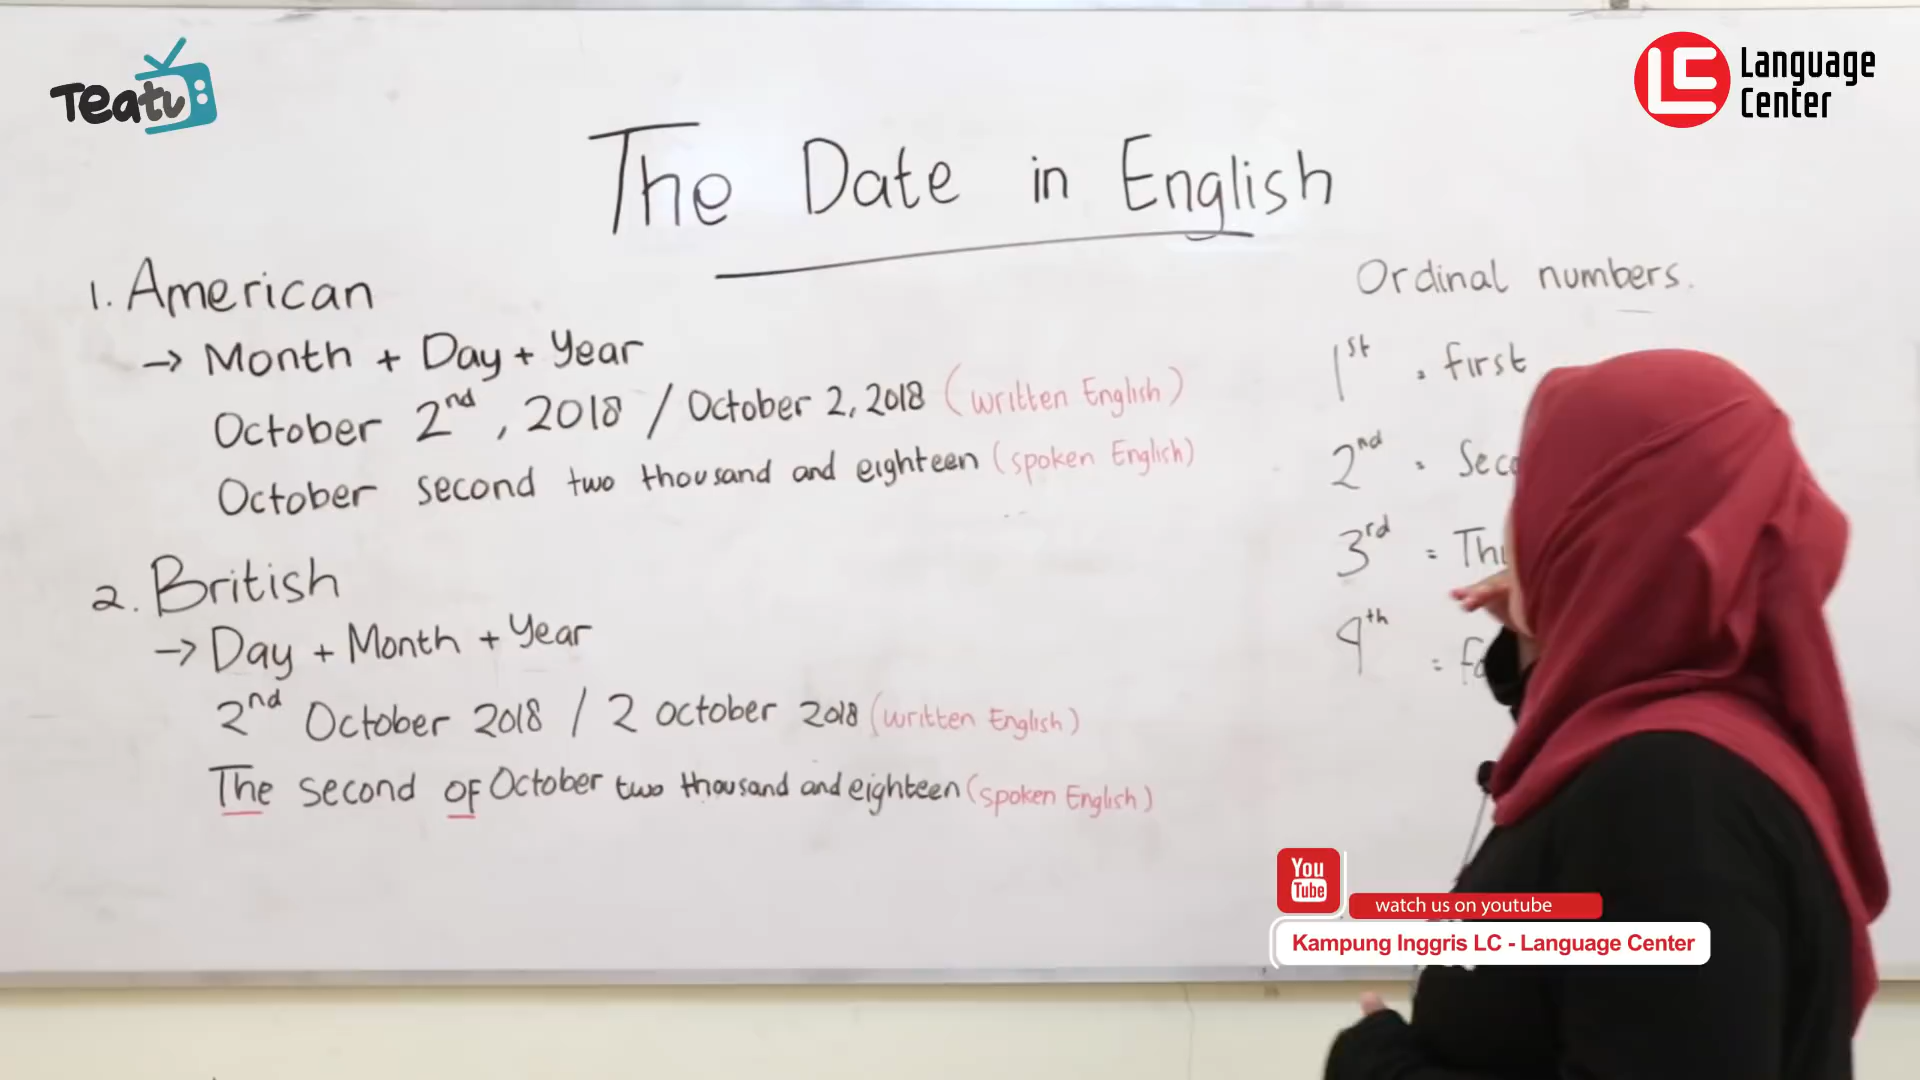 Teatv
LC Language Center
The Date in English
1. American
→ Month + Day + Year
October 2nd, 2018 / October 2, 2018 (written English)
October second two thousand and eighteen (spoken English)
2. British
→ Day + Month + Year
2nd October 2018 / 2 October 2018 (written English)
The second of October two thousand and eighteen (spoken English)
Ordinal numbers.
1st = first
2nd =
3rd =
4th =
You Tube
watch us on youtube
Kampung Inggris LC - Language Center